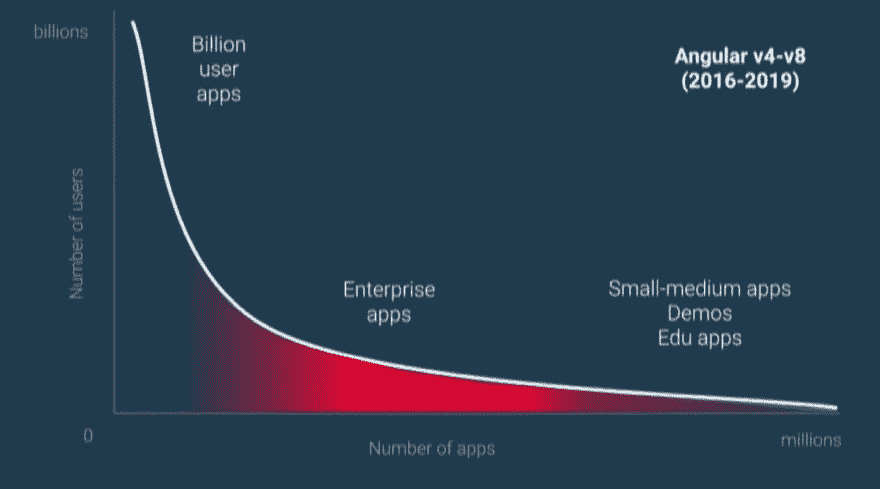 billions
Billion
user
apps
Angular v4-v8
(2016-2019)
Number of users
Enterprise
apps
Small-medium apps
Demos
Edu apps
0
Number of apps
millions